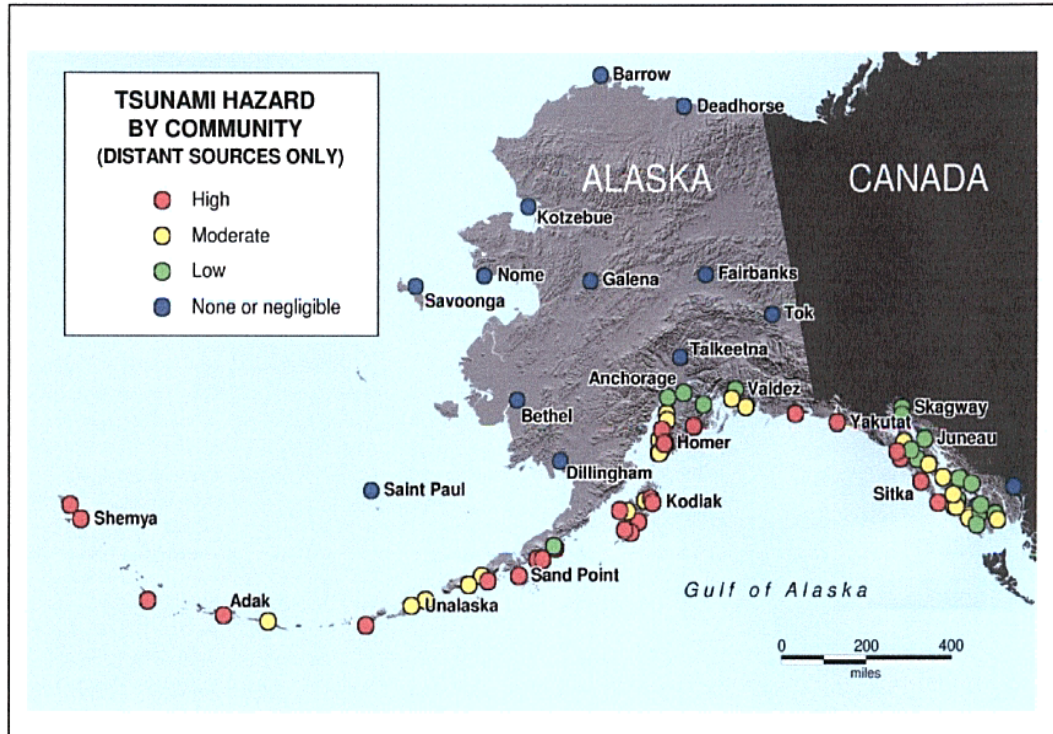 TSUNAMI HAZARD
BY COMMUNITY
(DISTANT SOURCES ONLY)
High
Moderate
Low
None or negligible
Barrow
Deadhorse
ALASKA
CANADA
Kotzebue
Nome
Galena
Fairbanks
Savoonga
Tok
Talkeetna
Anchorage
Valdez
Bethel
Skagway
Yakutat
Juneau
Homer
Dillingham
Saint Paul
Sitka
Kodiak
Shemya
Sand Point
Gulf of Alaska
Adak
Unalaska
0 200 400
miles